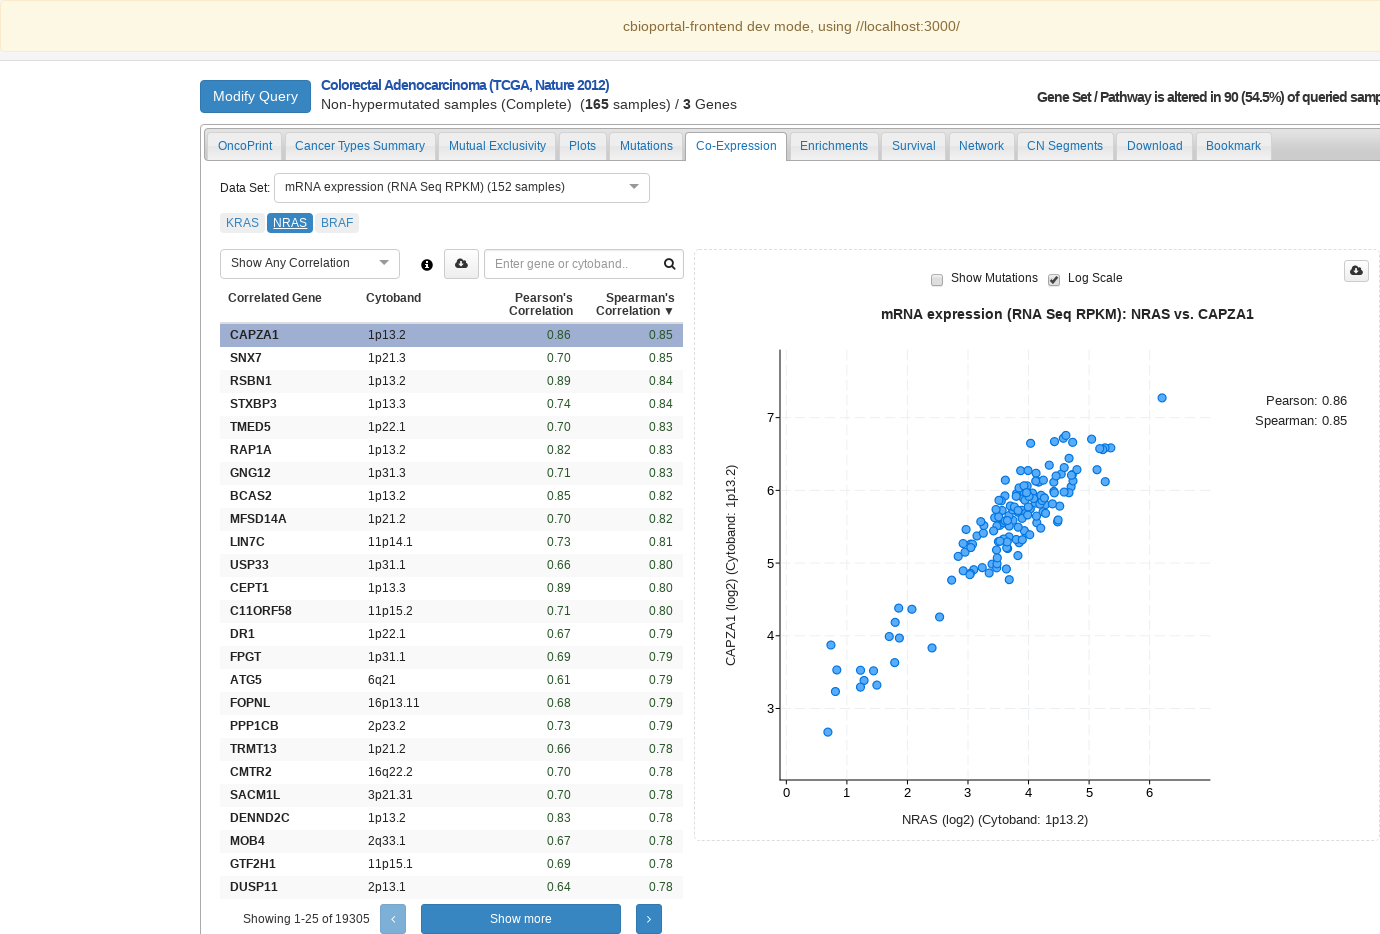 cbioportal-frontend dev mode, using //localhost:3000/
Modify Query
Colorectal Adenocarcinoma (TCGA, Nature 2012)
Non-hypermutated samples (Complete) (165 samples) / 3 Genes
Gene Set / Pathway is altered in 90 (54.5%) of queried samp
OncoPrint Cancer Types Summary Mutual Exclusivity Plots Mutations Co-Expression Enrichments Survival Network CN Segments Download Bookmark
Data Set: mRNA expression (RNA Seq RPKM) (152 samples)
KRAS NRAS BRAF
Show Any Correlation Enter gene or cytoband..
Correlated Gene Cytoband Pearson's Correlation Spearman's Correlation ▼
CAPZA1 1p13.2 0.86 0.85
SNX7 1p21.3 0.70 0.85
RSBN1 1p13.2 0.89 0.84
STXBP3 1p13.3 0.74 0.84
TMED5 1p22.1 0.70 0.83
RAP1A 1p13.2 0.82 0.83
GNG12 1p31.3 0.71 0.83
BCAS2 1p13.2 0.85 0.82
MFSD14A 1p21.2 0.70 0.82
LIN7C 11p14.1 0.73 0.81
USP33 1p31.1 0.66 0.80
CEPT1 1p13.3 0.89 0.80
C11ORF58 11p15.2 0.71 0.80
DR1 1p22.1 0.67 0.79
FPGT 1p31.1 0.69 0.79
ATG5 6q21 0.61 0.79
FOPNL 16p13.11 0.68 0.79
PPP1CB 2p23.2 0.73 0.79
TRMT13 1p21.2 0.66 0.78
CMTR2 16q22.2 0.70 0.78
SACM1L 3p21.31 0.70 0.78
DENND2C 1p13.2 0.83 0.78
MOB4 2q33.1 0.67 0.78
GTF2H1 11p15.1 0.69 0.78
DUSP11 2p13.1 0.64 0.78
Showing 1-25 of 19305 ‹ Show more ›
Show Mutations Log Scale
mRNA expression (RNA Seq RPKM): NRAS vs. CAPZA1
Pearson: 0.86
Spearman: 0.85
CAPZA1 (log2) (Cytoband: 1p13.2)
7
6
5
4
3
0 1 2 3 4 5 6
NRAS (log2) (Cytoband: 1p13.2)